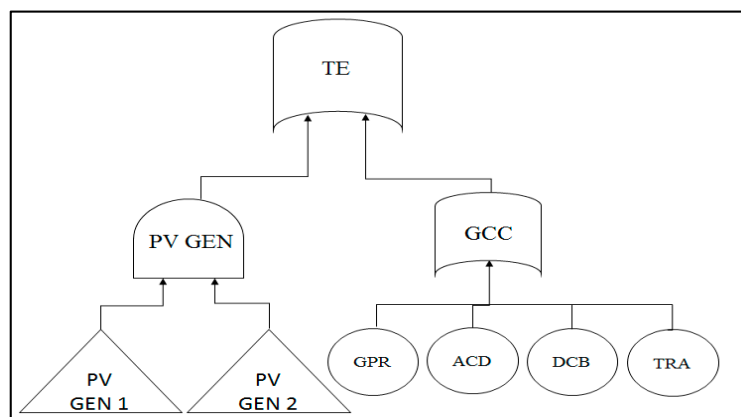 TE
PV GEN
GCC
GPR
ACD
DCB
TRA
PV
GEN 1
PV
GEN 2